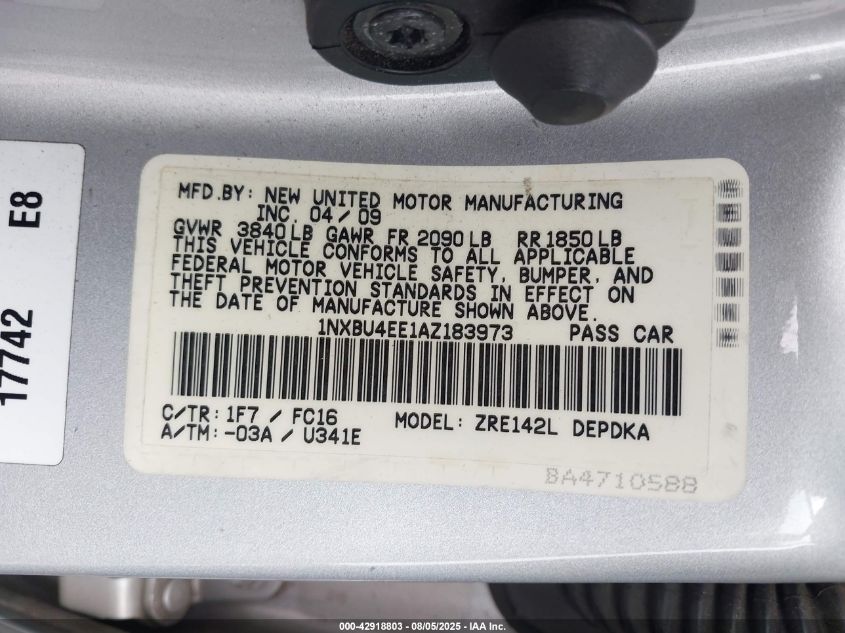 17742 E8
MFD.BY: NEW UNITED MOTOR MANUFACTURING
INC. 04/09
GVWR 3840LB GAWR FR 2090LB RR 1850LB
THIS VEHICLE CONFORMS TO ALL APPLICABLE
FEDERAL MOTOR VEHICLE SAFETY, BUMPER, AND
THEFT PREVENTION STANDARDS IN EFFECT ON
THE DATE OF MANUFACTURE SHOWN ABOVE.
1NXBU4EE1AZ183973 PASS CAR
C/TR: 1F7 / FC16 MODEL: ZRE142L DEPDKA
A/TM: -03A / U341E
BA4710588
000-42918803 - 08/05/2025 - IAA Inc.